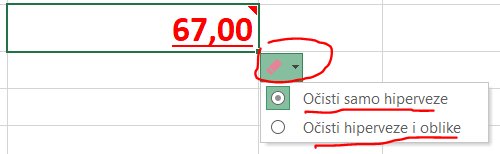 67,00
Očisti samo hiperveze
Očisti hiperveze i oblike